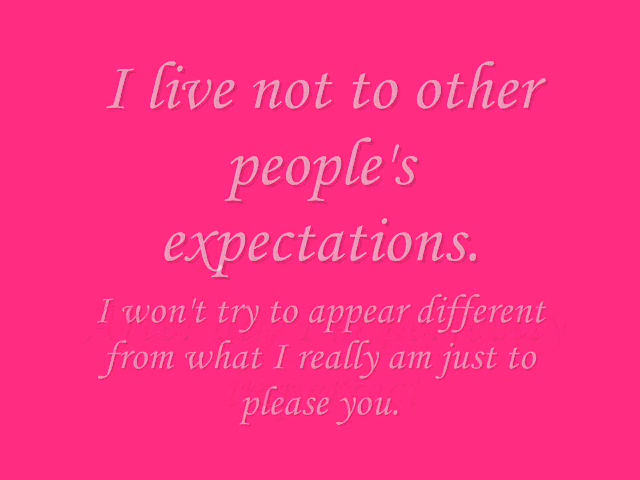 I live not to other
people's
expectations.
I won't try to appear different
from what I really am just to
please you.